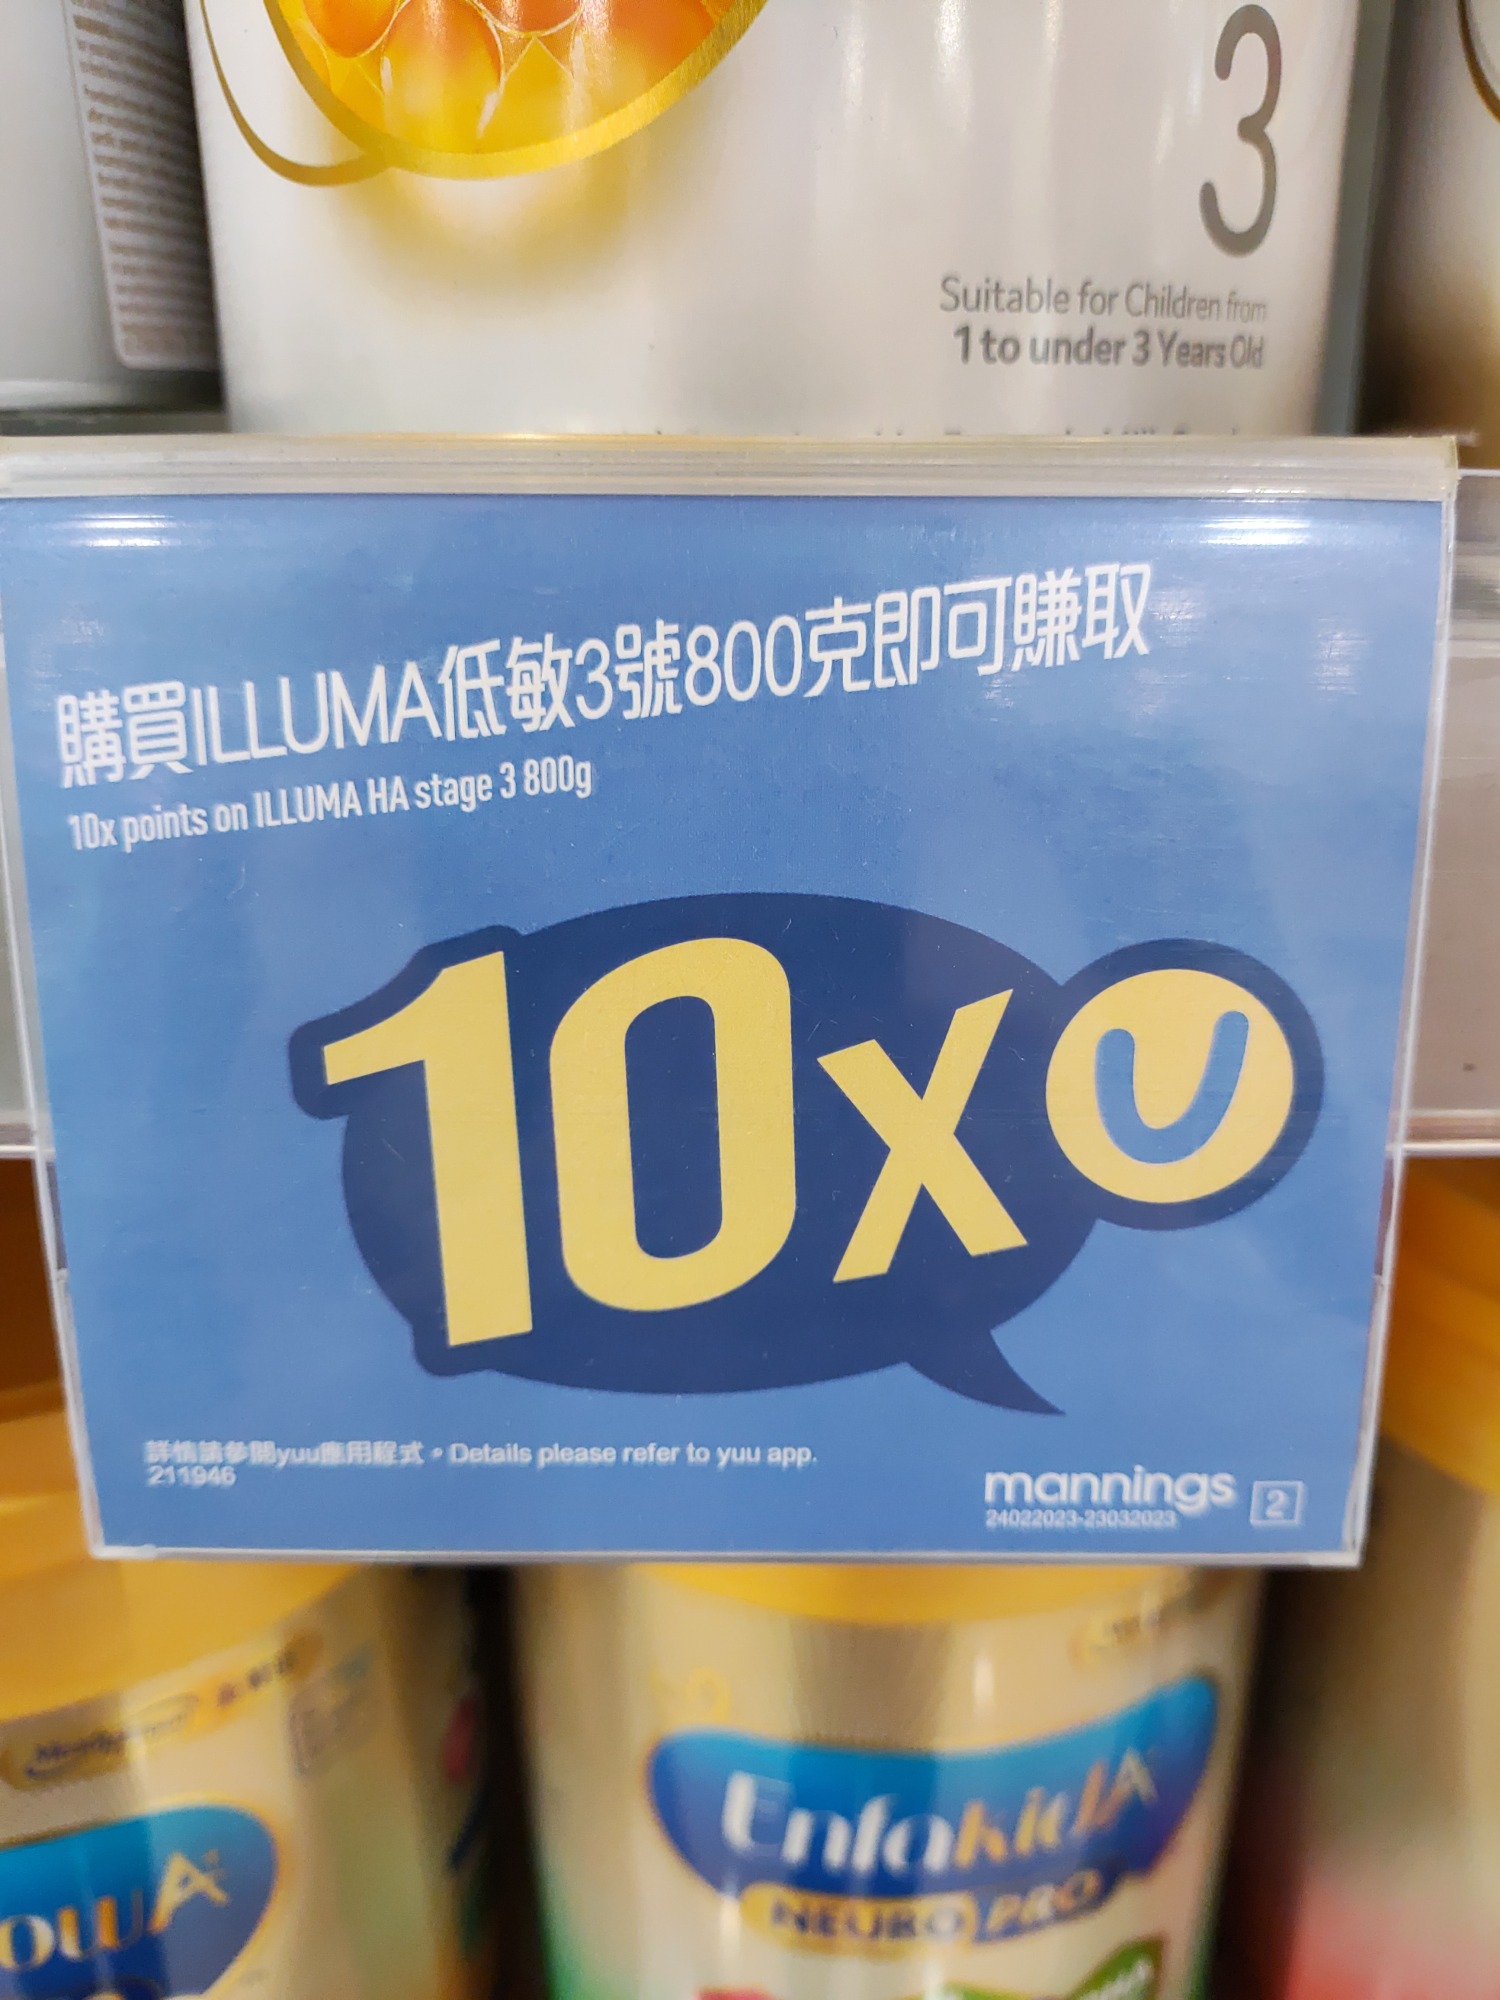 3
Suitable for Children from
1 to under 3 Years Old
購買ILLUMA低敏3號800克即可賺取
10x points on ILLUMA HA stage 3 800g
10x U
詳情請參閱yuu應用程式。Details please refer to yuu app.
211946
mannings 2
24022023-23032023
EnfakidA
NEURO PRO
owA